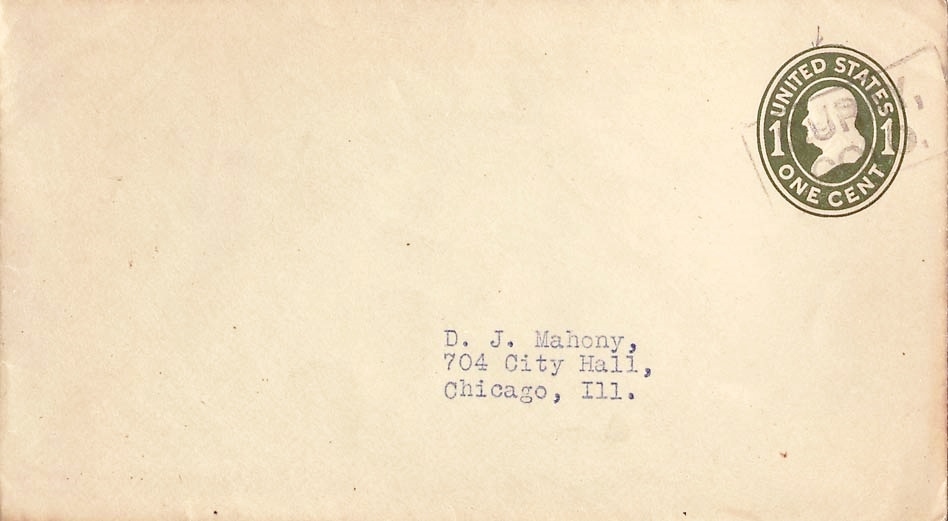 UNITED STATES
1 1
ONE CENT
D. J. Mahony,
704 City Hall,
Chicago, Ill.